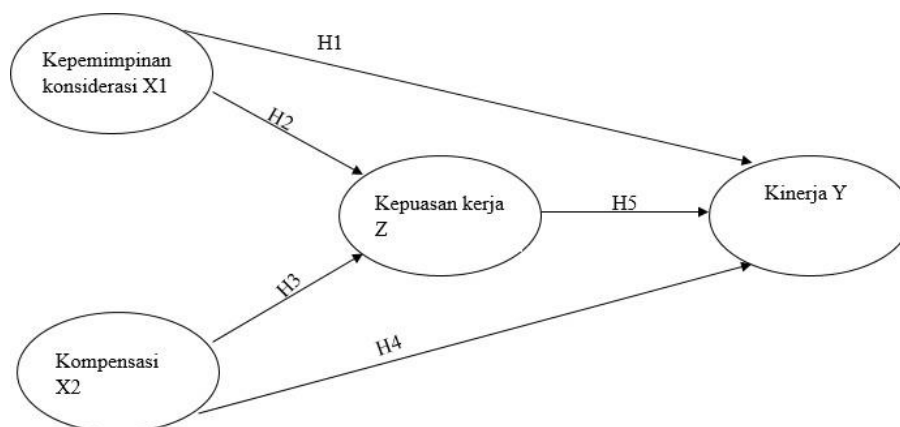 H1
Kepemimpinan
konsiderasi X1
H2
Kepuasan kerja
Z
H5
Kinerja Y
H3
Kompensasi
X2
H4